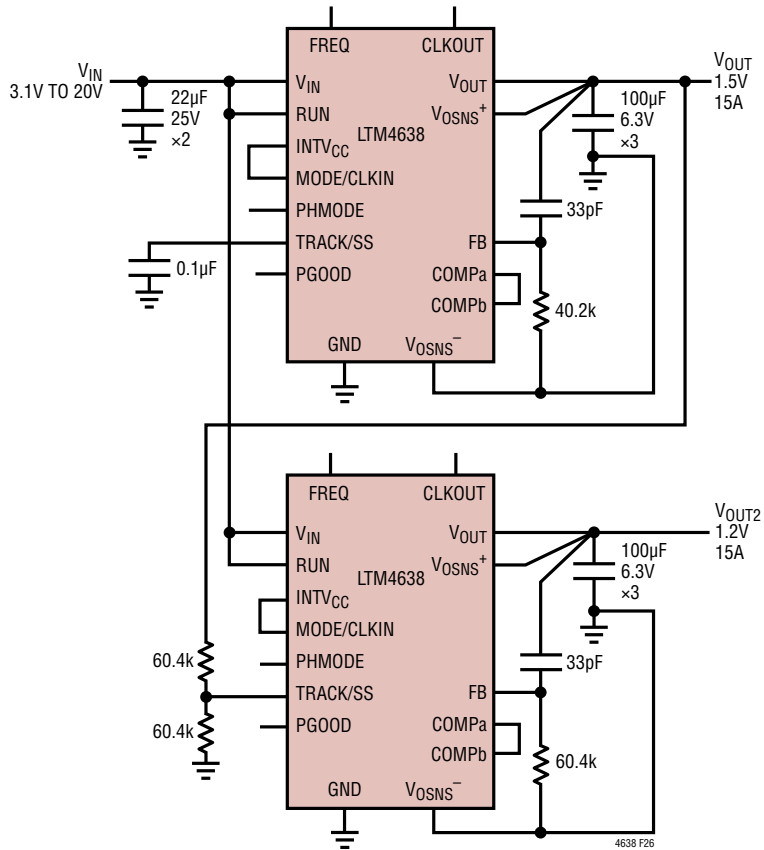 FREQ
CLKOUT
VIN
3.1V TO 20V
22µF
25V
×2
VIN
RUN
INTVCC
MODE/CLKIN
PHMODE
TRACK/SS
PGOOD
GND
LTM4638
VOUT
VOSNS+
FB
COMPa
COMPb
VOSNS–
0.1µF
33pF
40.2k
100µF
6.3V
×3
VOUT
1.5V
15A
FREQ
CLKOUT
VIN
RUN
INTVCC
MODE/CLKIN
PHMODE
TRACK/SS
PGOOD
GND
LTM4638
VOUT
VOSNS+
FB
COMPa
COMPb
VOSNS–
60.4k
60.4k
33pF
60.4k
100µF
6.3V
×3
VOUT2
1.2V
15A
4638 F26